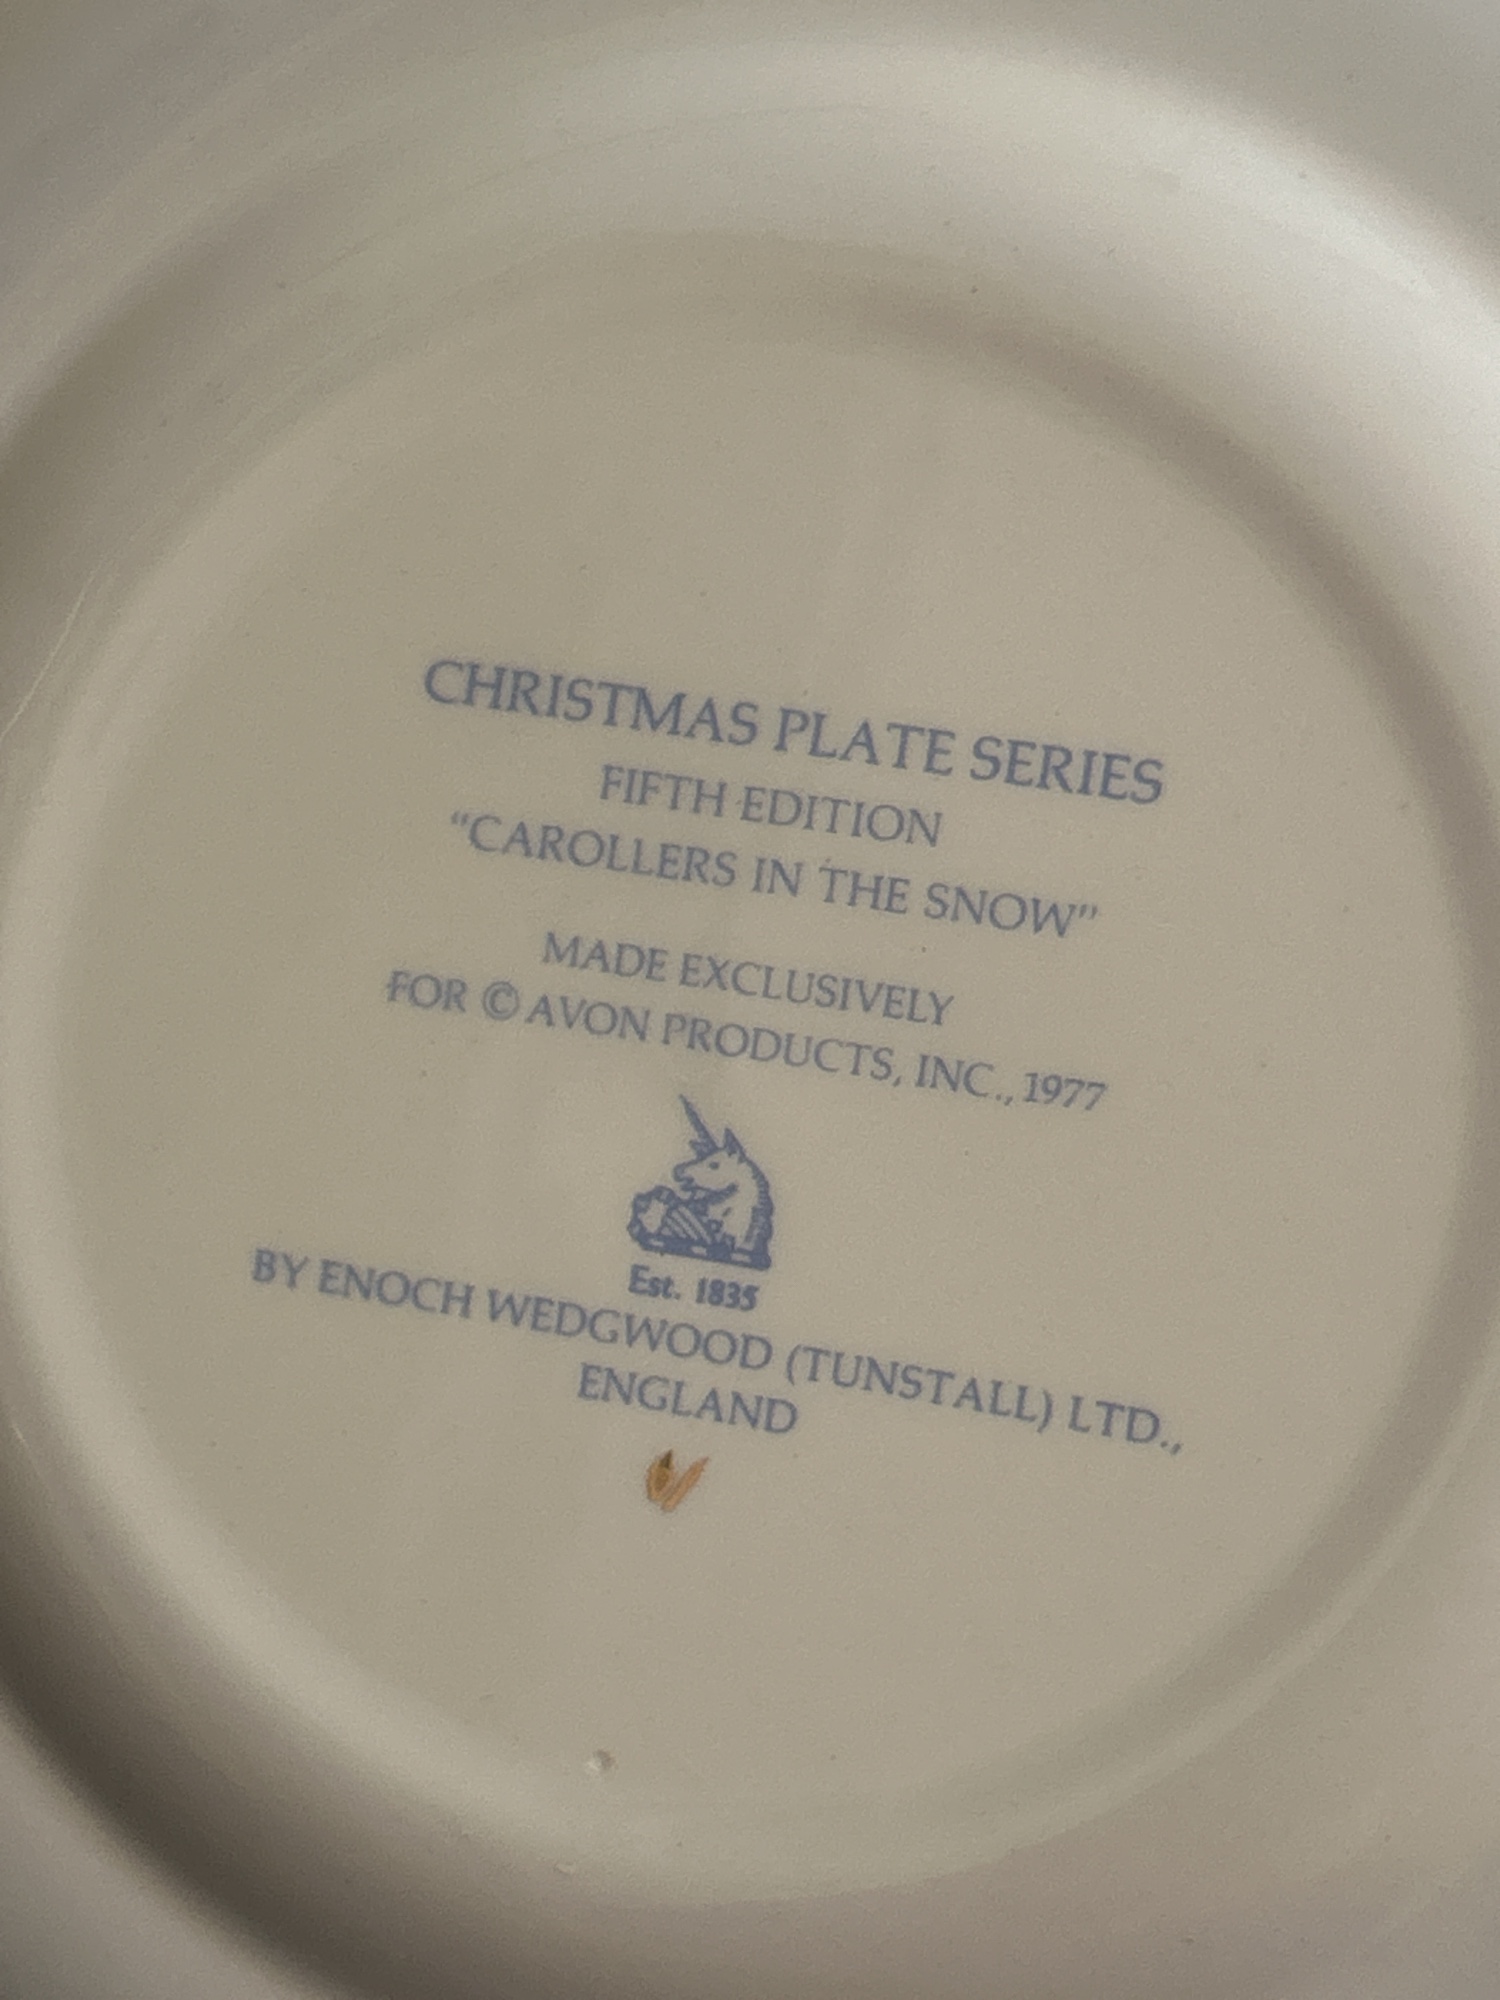 CHRISTMAS PLATE SERIES
FIFTH EDITION
"CAROLLERS IN THE SNOW"
MADE EXCLUSIVELY
FOR © AVON PRODUCTS, INC., 1977
Est. 1835
BY ENOCH WEDGWOOD (TUNSTALL) LTD.,
ENGLAND